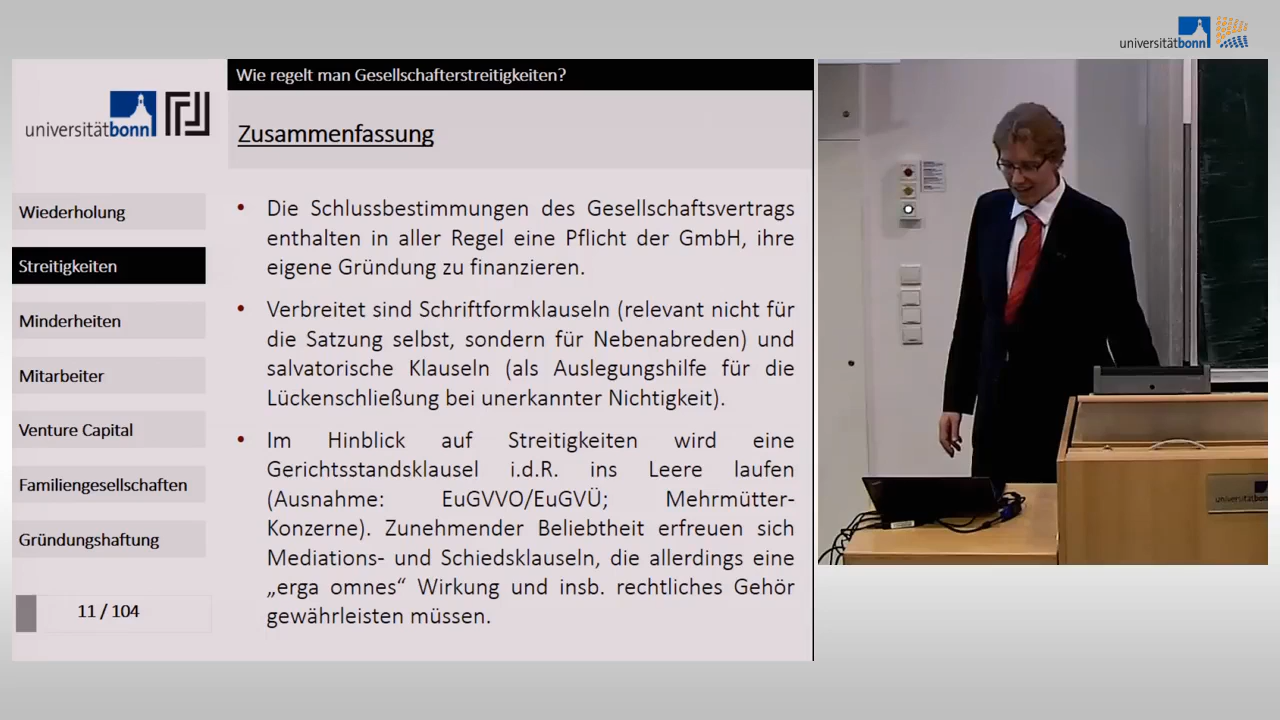 universitätbonn
Wie regelt man Gesellschafterstreitigkeiten?
universitätbonn
Zusammenfassung
Wiederholung
Streitigkeiten
Minderheiten
Mitarbeiter
Venture Capital
Familiengesellschaften
Gründungshaftung
11 / 104
• Die Schlussbestimmungen des Gesellschaftsvertrags
enthalten in aller Regel eine Pflicht der GmbH, ihre
eigene Gründung zu finanzieren.
• Verbreitet sind Schriftformklauseln (relevant nicht für
die Satzung selbst, sondern für Nebenabreden) und
salvatorische Klauseln (als Auslegungshilfe für die
Lückenschließung bei unerkannter Nichtigkeit).
• Im Hinblick auf Streitigkeiten wird eine
Gerichtsstandsklausel i.d.R. ins Leere laufen
(Ausnahme: EuGVVO/EuGVÜ; Mehrmütter-
Konzerne). Zunehmender Beliebtheit erfreuen sich
Mediations- und Schiedsklauseln, die allerdings eine
„erga omnes“ Wirkung und insb. rechtliches Gehör
gewährleisten müssen.
universitätbonn